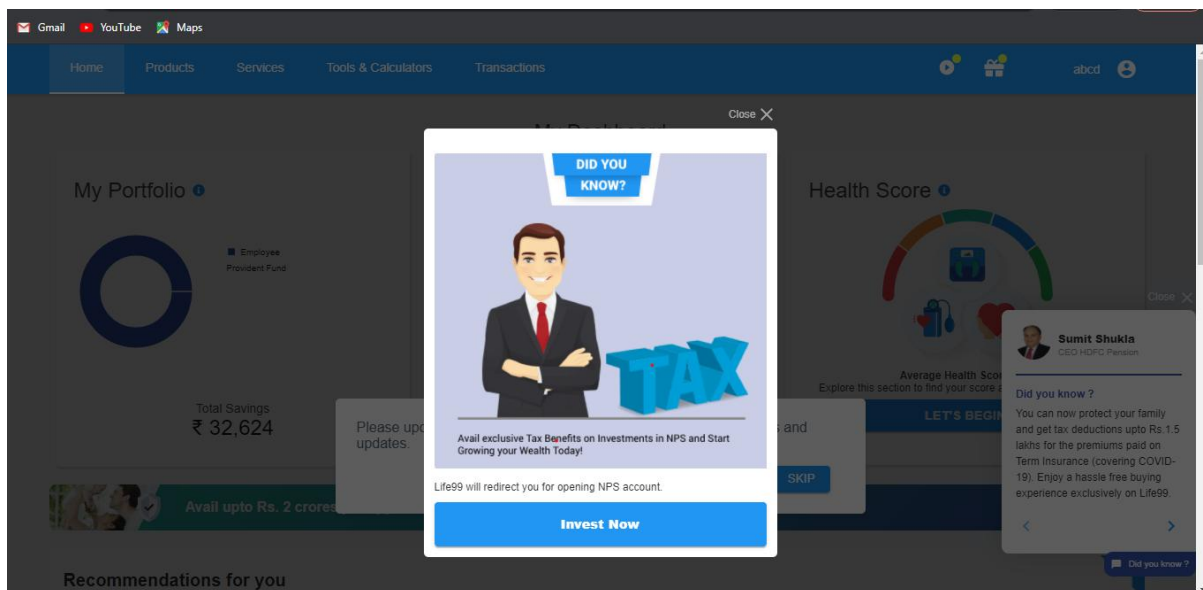 Gmail
YouTube
Maps
Home
Products
Services
Tools & Calculators
Transactions
abcd
Close
My Dashboard
My Portfolio
Employee
Provident Fund
Total Savings
₹ 32,624
DID YOU
KNOW?
TAX
Avail exclusive Tax Benefits on Investments in NPS and Start
Growing your Wealth Today!
Life99 will redirect you for opening NPS account.
Invest Now
Please
updates.
and
SKIP
Health Score
Average Health
Explore this section to find your score
LET'S BEGIN
Close
Sumit Shukla
CEO HDFC Pension
Did you know ?
You can now protect your family
and get tax deductions upto Rs.1.5
lakhs for the premiums paid on
Term Insurance (covering COVID-
19). Enjoy a hassle free buying
experience exclusively on Life99.
Did you know ?
Avail upto Rs. 2 crores
Recommendations for you